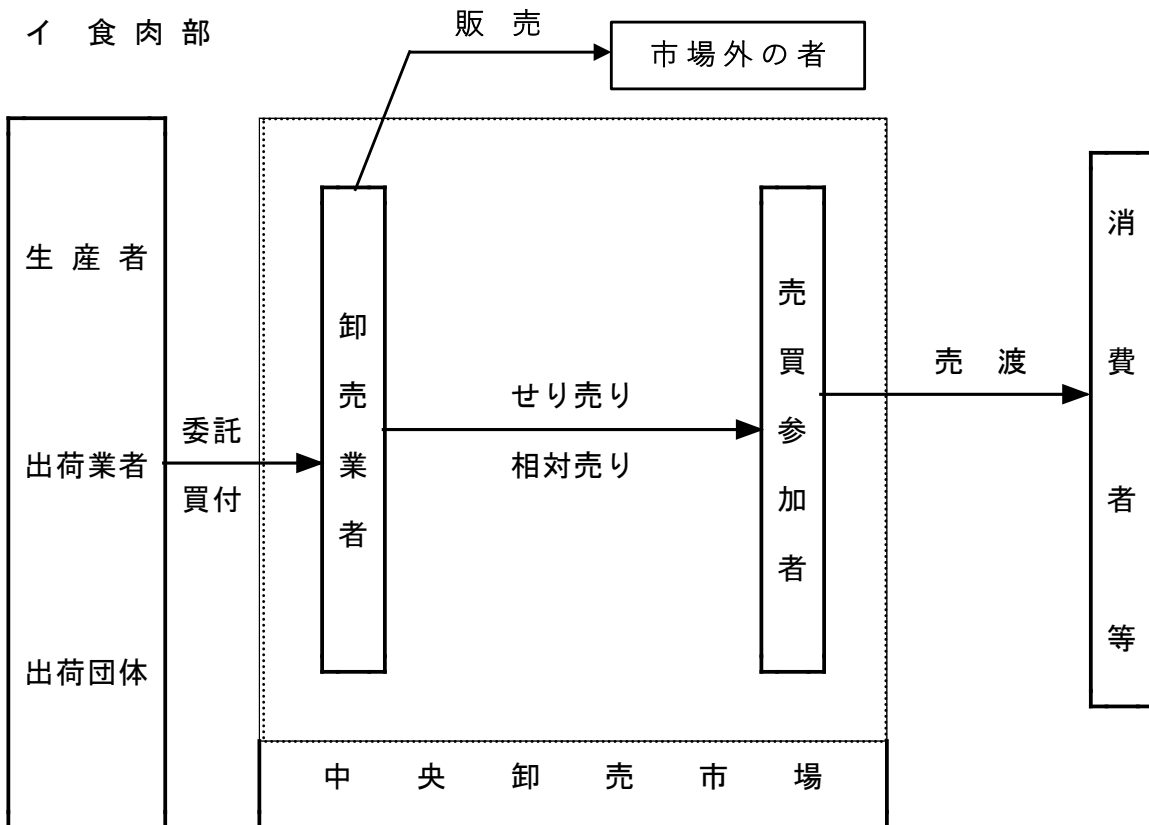 イ 食肉部
販 売
市場外の者
生産者
出荷業者
出荷団体
委託
買付
卸売業者
せり売り
相対売り
売買参加者
売 渡
消費者等
中央卸売市場